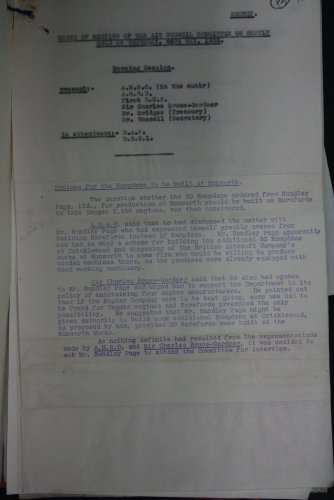 SECRET.
NOTES OF MEETING OF THE AIR COUNCIL COMMITTEE ON SUPPLY
HELD ON
Morning Session.
Present:- A.M.R.D. (in the chair)
Sir Charles Bruce-Gardner
Mr. Bridges (Treasury)
Mr. Russell (Secretary)
In attendance:- D.A.P.
Engines for the Hampdens to be built at Hanworth.
The question whether the 50 Hampdens ordered from Handley
Page, Ltd., for production at Hanworth should be built as Herefords
to take Dagger E.108 engines, was then considered.
said that he had discussed the matter with
Mr. Handley Page who had expressed himself greatly averse from
building Herefords instead of Hampdens. Mr. Handley Page apparently
has had in mind a scheme for building the additional 50 Hampdens
at Cricklewood and disposing of the British Aircraft Company's
works at Hanworth to some firm who would be willing to erect
wooden machines there, as the premises were already equipped with
wood working machinery.
Sir Charles Bruce-Gardner said that he also had spoken
to Mr. Handley Page and urged him to support the Department in its
policy of maintaining four engine manufacturers. He pointed out
that if the Napier Company were to be kept going, some use had to
be found for Dagger engines and Herefords presented the only
possibility. He suggested that Mr. Handley Page might be
given authority to build some additional Hampdens at Cricklewood,
as proposed by him, provided 50 Herefords were built at the
Hanworth Works.
As nothing definite had resulted from the representations
made by and Sir Charles Bruce-Gardner, it was decided to
ask Mr. Handley Page to attend the Committee for interview.